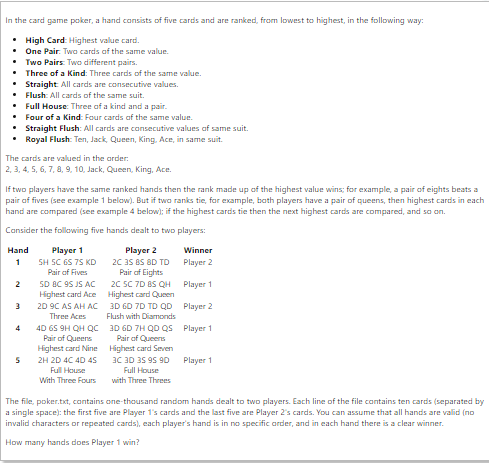 In the card game poker, a hand consists of five cards and are ranked, from lowest to highest, in the following way:
• High Card: Highest value card.
• One Pair: Two cards of the same value.
• Two Pairs: Two different pairs.
• Three of a Kind: Three cards of the same value.
• Straight: All cards are consecutive values.
• Flush: All cards of the same suit.
• Full House: Three of a kind and a pair.
• Four of a Kind: Four cards of the same value.
• Straight Flush: All cards are consecutive values of same suit.
• Royal Flush: Ten, Jack, Queen, King, Ace, in same suit.
The cards are valued in the order:
2, 3, 4, 5, 6, 7, 8, 9, 10, Jack, Queen, King, Ace.
If two players have the same ranked hands then the rank made up of the highest value wins; for example, a pair of eights beats a
pair of fives (see example 1 below). But if two ranks tie, for example, both players have a pair of queens, then highest cards in each
hand are compared (see example 4 below); if the highest cards tie then the next highest cards are compared, and so on.
Consider the following five hands dealt to two players:
Hand Player 1 Player 2 Winner
1 5H 5C 6S 7S KD 2C 3S 8S 8D TD Player 2
Pair of Fives Pair of Eights
2 5D 8C 9S JS AC 2C 5C 7D 8S QH Player 1
Highest card Ace Highest card Queen
3 2D 9C AS AH AC 3D 6D 7D TD QD Player 2
Three Aces Flush with Diamonds
4 4D 6S 9H QH QC 3D 6D 7H QD QS Player 1
Pair of Queens Pair of Queens
Highest card Nine Highest card Seven
5 2H 2D 4C 4D 4S 3C 3D 3S 9S 9D Player 1
Full House Full House
With Three Fours with Three Threes
The file, poker.txt, contains one-thousand random hands dealt to two players. Each line of the file contains ten cards (separated by
a single space): the first five are Player 1's cards and the last five are Player 2's cards. You can assume that all hands are valid (no
invalid characters or repeated cards), each player's hand is in no specific order, and in each hand there is a clear winner.
How many hands does Player 1 win?